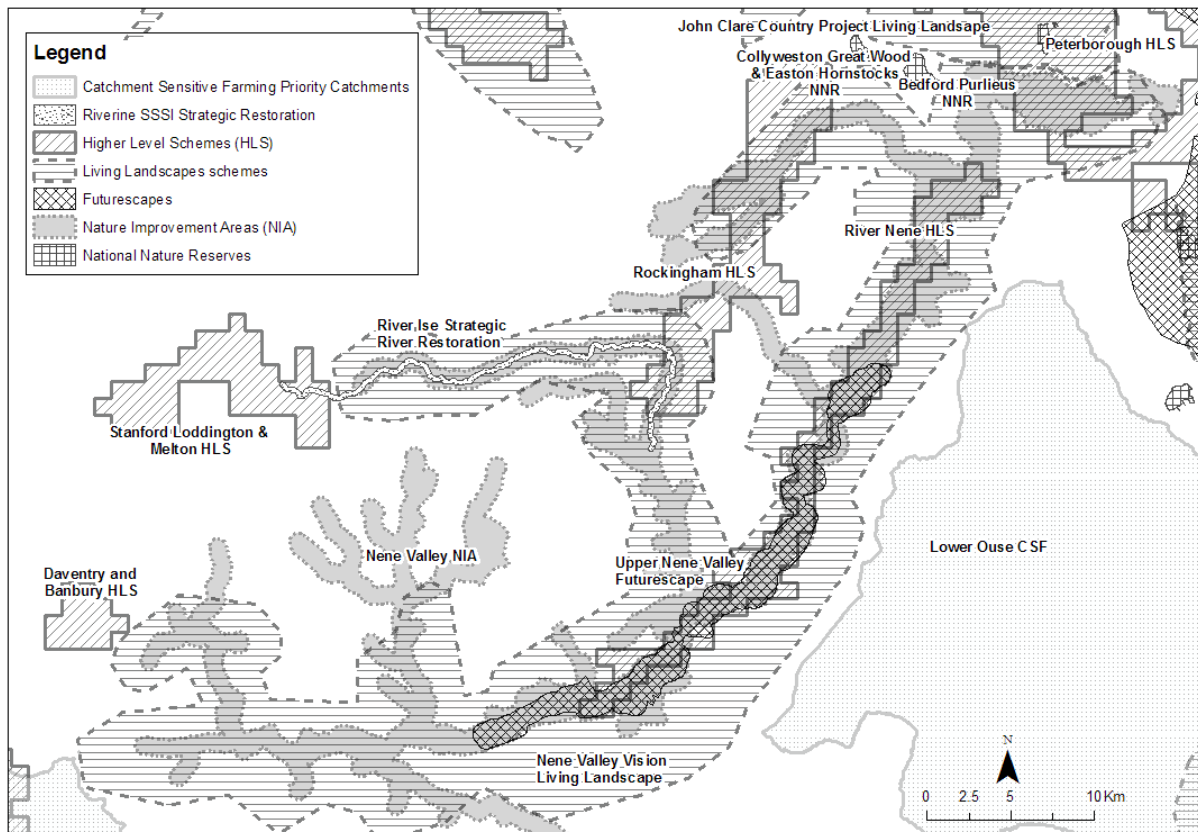 Legend
Catchment Sensitive Farming Priority Catchments
Riverine SSSI Strategic Restoration
Higher Level Schemes (HLS)
Living Landscapes schemes
Futurescapes
Nature Improvement Areas (NIA)
National Nature Reserves
John Clare Country Project Living Landsape
Collyweston Great Wood
& Easton Hornstocks
NNR
Peterborough HLS
Bedford Purlieus
NNR
River Nene HLS
Rockingham HLS
River Ise Strategic
River Restoration
Stanford Loddington &
Melton HLS
Nene Valley NIA
Upper Nene Valley
Futurescape
Lower Ouse CSF
Daventry and
Banbury HLS
Nene Valley Vision
Living Landscape
N
0 2.5 5 10 Km